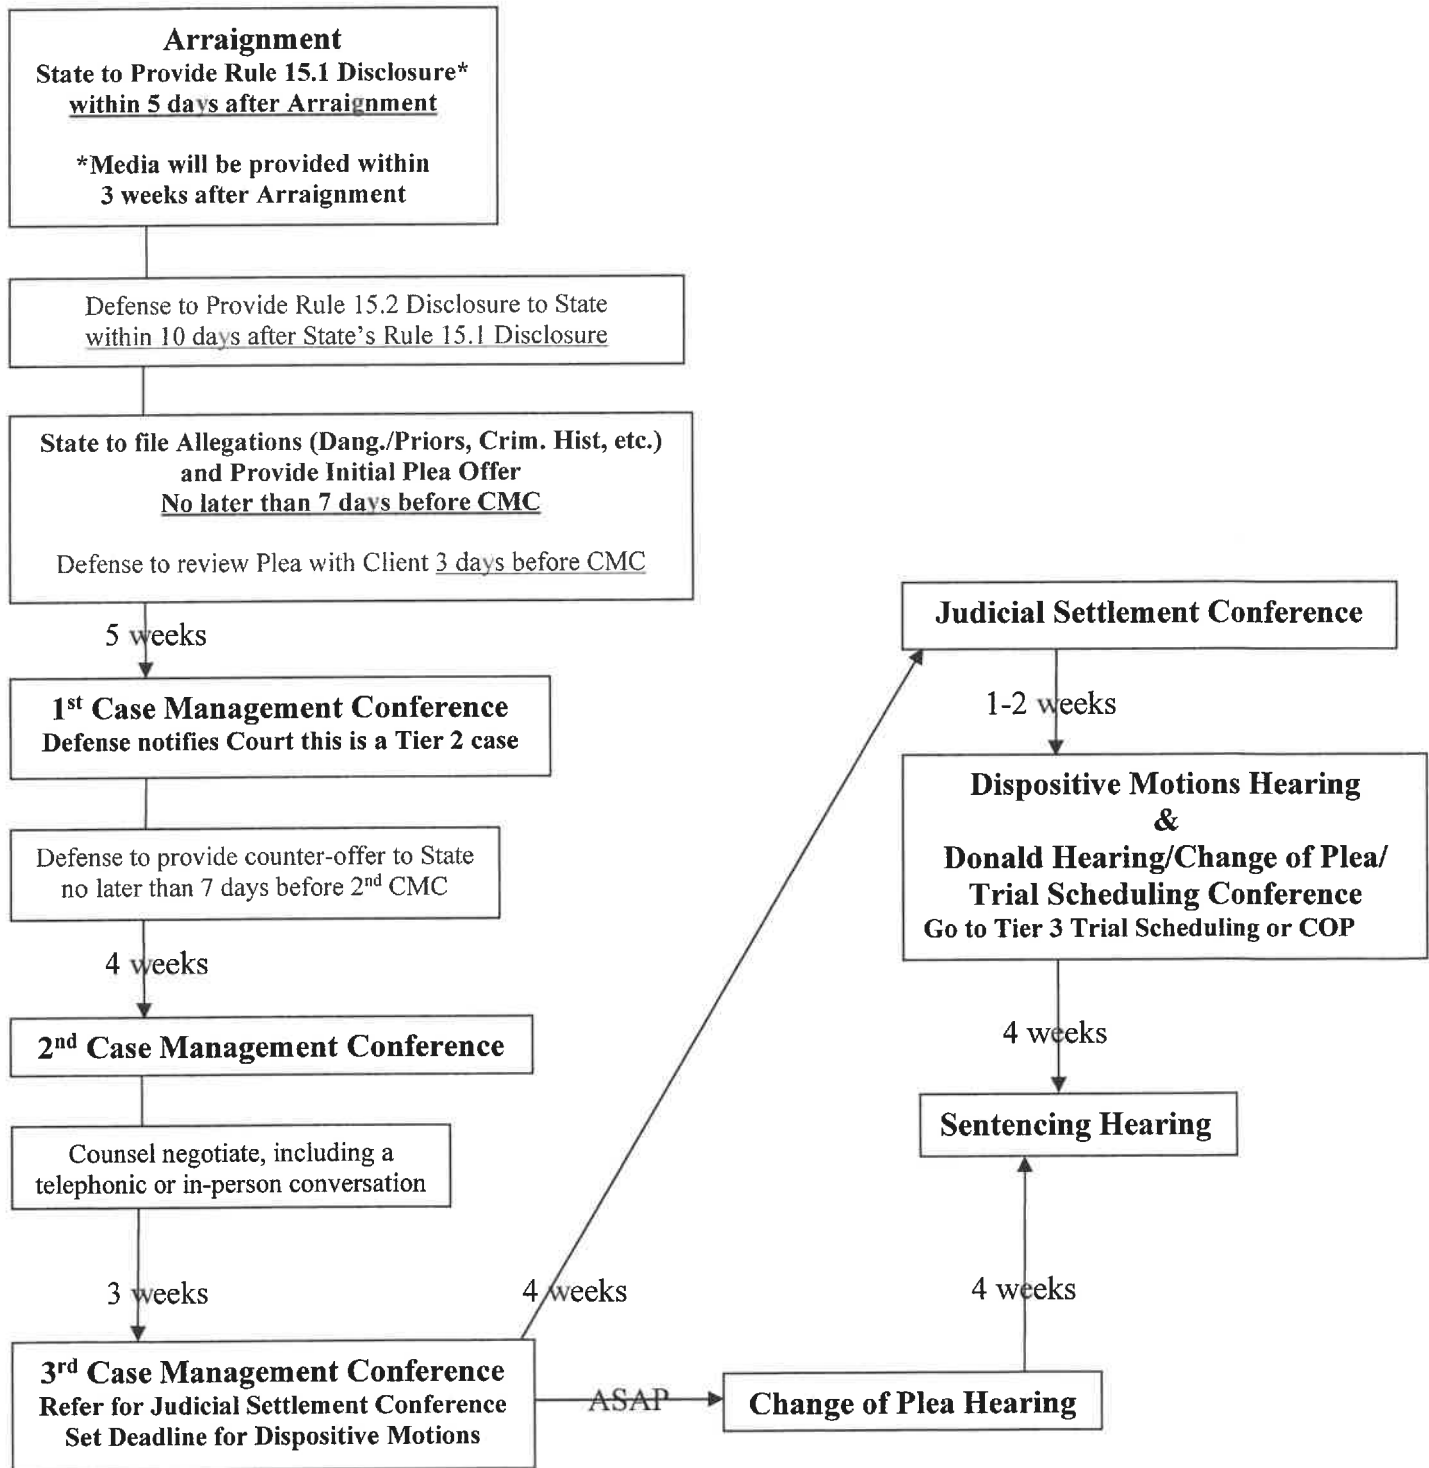 Arraignment
State to Provide Rule 15.1 Disclosure*
within 5 days after Arraignment
*Media will be provided within
3 weeks after Arraignment
Defense to Provide Rule 15.2 Disclosure to State
within 10 days after State's Rule 15.1 Disclosure
State to file Allegations (Dang./Priors, Crim. Hist, etc.)
and Provide Initial Plea Offer
No later than 7 days before CMC
Defense to review Plea with Client 3 days before CMC
5 weeks
1st Case Management Conference
Defense notifies Court this is a Tier 2 case
Defense to provide counter-offer to State
no later than 7 days before 2nd CMC
4 weeks
2nd Case Management Conference
Counsel negotiate, including a
telephonic or in-person conversation
3 weeks
3rd Case Management Conference
Refer for Judicial Settlement Conference
Set Deadline for Dispositive Motions
4 weeks
Judicial Settlement Conference
1-2 weeks
Dispositive Motions Hearing
&
Donald Hearing/Change of Plea/
Trial Scheduling Conference
Go to Tier 3 Trial Scheduling or COP
4 weeks
Sentencing Hearing
4 weeks
ASAP
Change of Plea Hearing